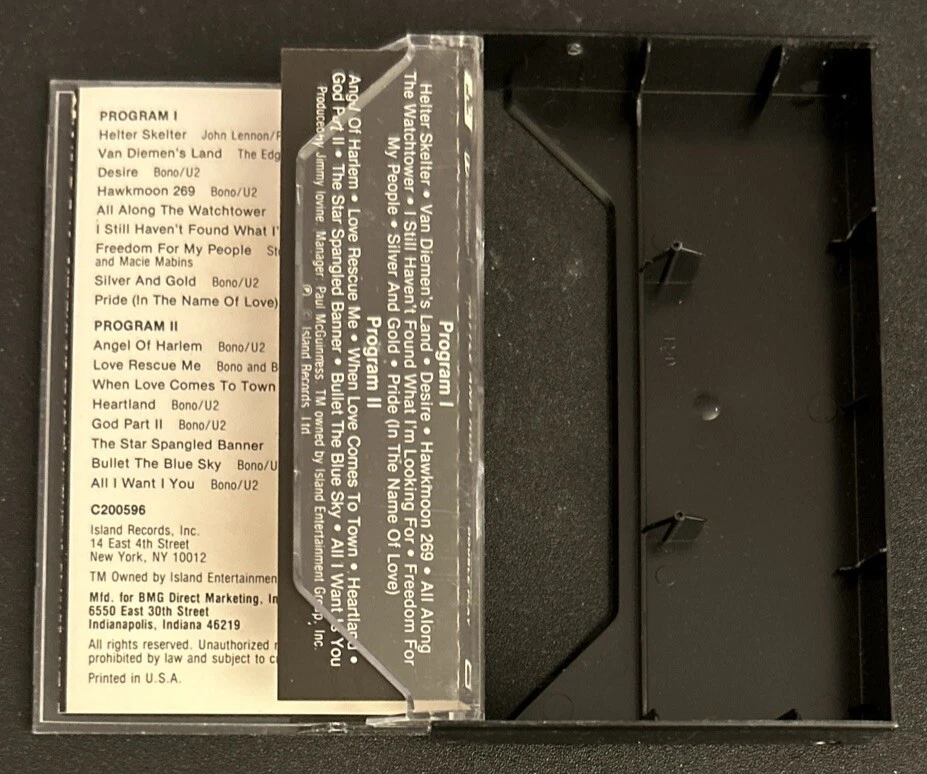 PROGRAM I
Helter Skelter John Lennon/P
Van Diemen's Land The Edg
Desire Bono/U2
Hawkmoon 269 Bono/U2
All Along The Watchtower
I Still Haven't Found What I'
Freedom For My People St
and Macie Mabins
Silver And Gold Bono/U2
Pride (In The Name Of Love)
PROGRAM II
Angel Of Harlem Bono/U2
Love Rescue Me Bono and B
When Love Comes To Town
Heartland Bono/U2
God Part II Bono/U2
The Star Spangled Banner
Bullet The Blue Sky Bono/U
All I Want I You Bono/U2
C200596
Island Records, Inc.
14 East 4th Street
New York, NY 10012
TM Owned by Island Entertainmen
Mfd. for BMG Direct Marketing, In
6550 East 30th Street
Indianapolis, Indiana 46219
All rights reserved. Unauthorized r
prohibited by law and subject to ci
Printed in U.S.A.
Program I
Helter Skelter • Van Diemen's Land • Desire • Hawkmoon 269 • All Along
The Watchtower • I Still Haven't Found What I'm Looking For • Freedom For
My People • Silver And Gold • Pride (In The Name Of Love)
Program II
Angel Of Harlem • Love Rescue Me • When Love Comes To Town • Heartland •
God Part II • The Star Spangled Banner • Bullet The Blue Sky • All I Want Is You
Produced by Jimmy Iovine Manager Paul McGuinness TM owned by Island Entertainment Group, Inc.
℗ © Island Records Ltd